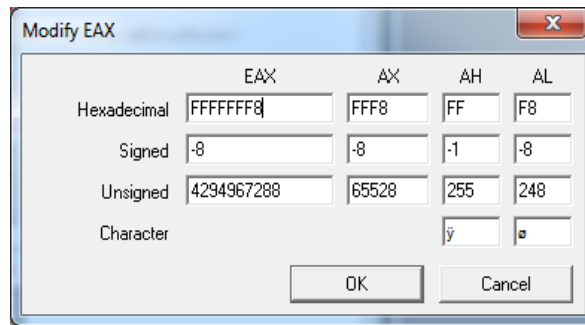 Modify EAX
EAX AX AH AL
Hexadecimal FFFFFFF8 FFF8 FF F8
Signed -8 -8 -1 -8
Unsigned 4294967288 65528 255 248
Character ÿ ø
OK Cancel